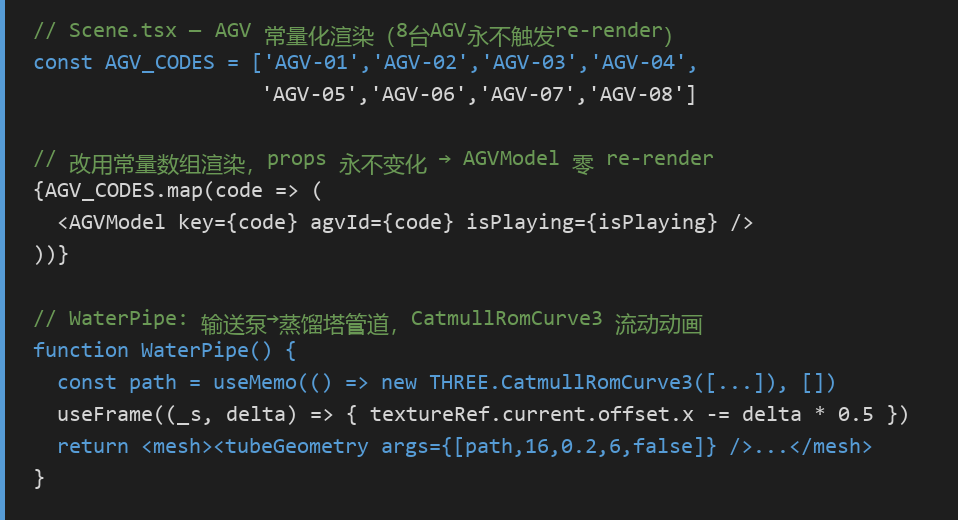 // Scene.tsx — AGV 常量化渲染（8台AGV永不触发re-render）
const AGV_CODES = ['AGV-01','AGV-02','AGV-03','AGV-04',
'AGV-05','AGV-06','AGV-07','AGV-08']
// 改用常量数组渲染，props 永不变化 → AGVModel 零 re-render
{AGV_CODES.map(code => (
<AGVModel key={code} agvId={code} isPlaying={isPlaying} />
))}
// WaterPipe: 输送泵→蒸馏塔管道，CatmullRomCurve3 流动动画
function WaterPipe() {
const path = useMemo(() => new THREE.CatmullRomCurve3([...]), [])
useFrame((_s, delta) => { textureRef.current.offset.x -= delta * 0.5 })
return <mesh><tubeGeometry args={[path,16,0.2,6,false]} />...</mesh>
}